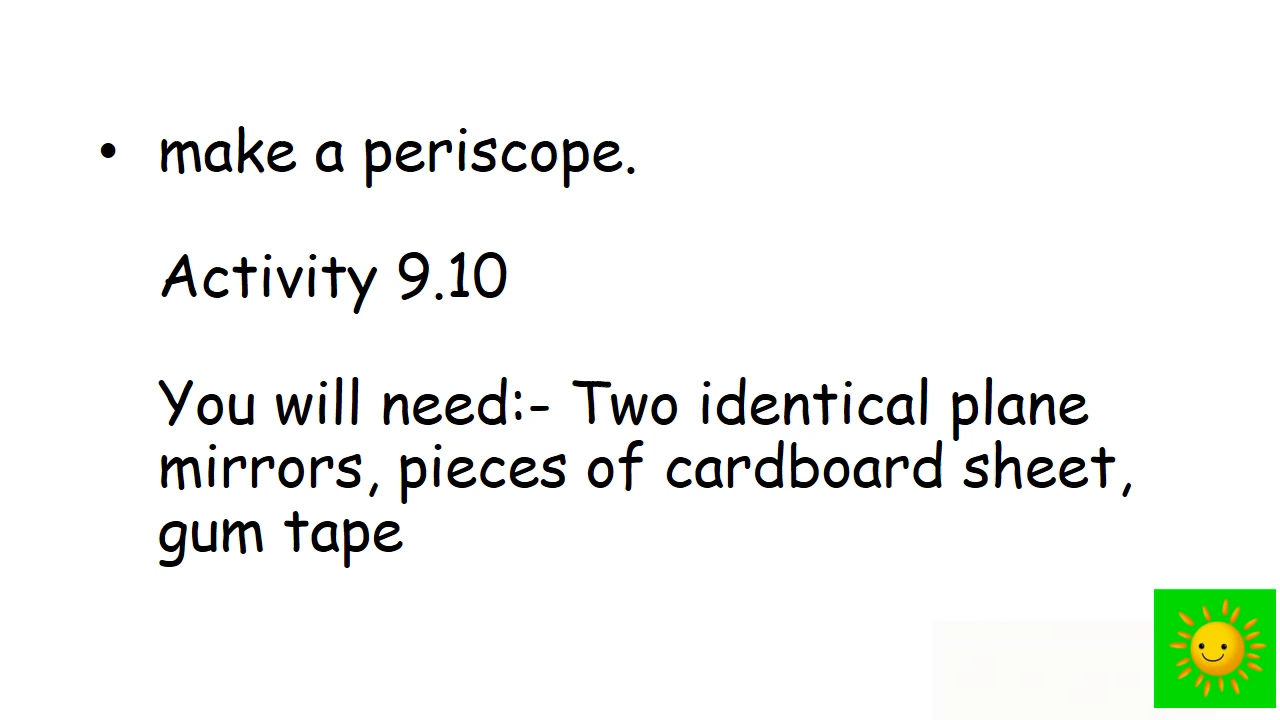 • make a periscope.
Activity 9.10
You will need:- Two identical plane
mirrors, pieces of cardboard sheet,
gum tape